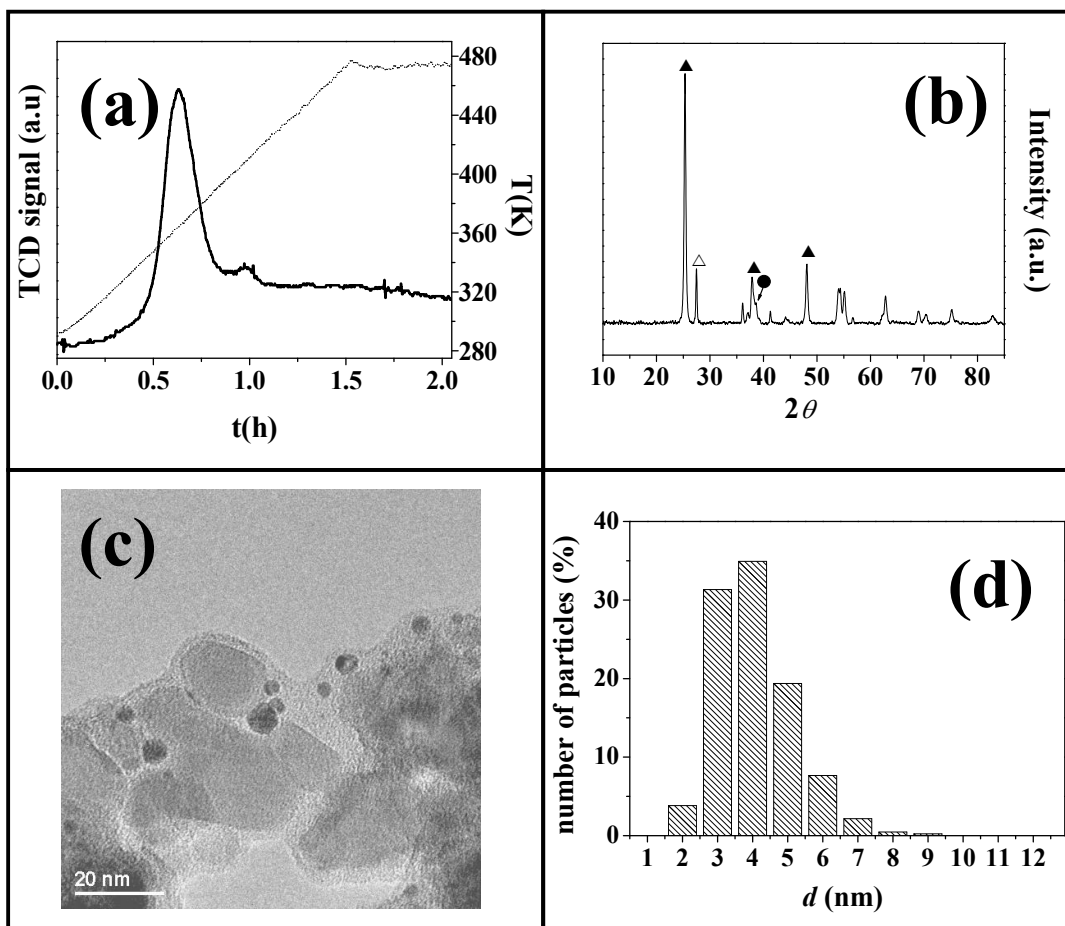 (a)
TCD signal (a.u)
480
440
400
360
320
280
T(K)
0.0 0.5 1.0 1.5 2.0
t(h)
(b)
Intensity (a.u.)
10 20 30 40 50 60 70 80
2θ
(c)
20 nm
(d)
number of particles (%)
40
30
20
10
0
1 2 3 4 5 6 7 8 9 10 11 12
d (nm)